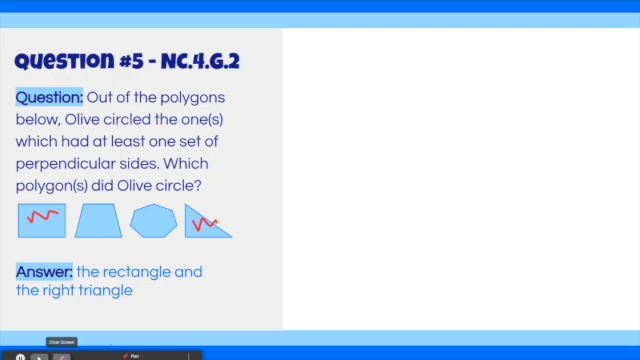 Question #5 - NC.4.G.2
Question: Out of the polygons
below, Olive circled the one(s)
which had at least one set of
perpendicular sides. Which
polygon(s) did Olive circle?
Answer: the rectangle and
the right triangle
Clear Screen
Pen